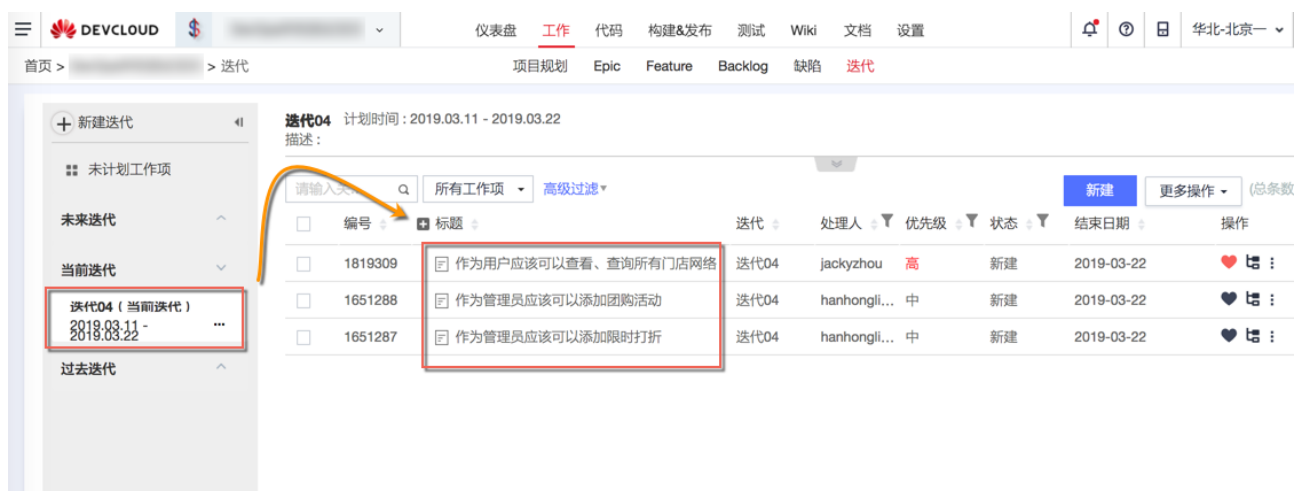 DEVCLOUD 仪表盘 工作 代码 构建&发布 测试 Wiki 文档 设置 华北-北京一
首页 > > 迭代 项目规划 Epic Feature Backlog 缺陷 迭代
新建迭代
未计划工作项
未来迭代
当前迭代
迭代04（当前迭代）
2019.03.11 -
2019.03.22
过去迭代
迭代04 计划时间：2019.03.11 - 2019.03.22
描述：
请输入关... 所有工作项 高级过滤 新建 更多操作 (总条数
编号 标题 迭代 处理人 优先级 状态 结束日期 操作
1819309 作为用户应该可以查看、查询所有门店网络 迭代04 jackyzhou 高 新建 2019-03-22
1651288 作为管理员应该可以添加团购活动 迭代04 hanhongli... 中 新建 2019-03-22
1651287 作为管理员应该可以添加限时打折 迭代04 hanhongli... 中 新建 2019-03-22